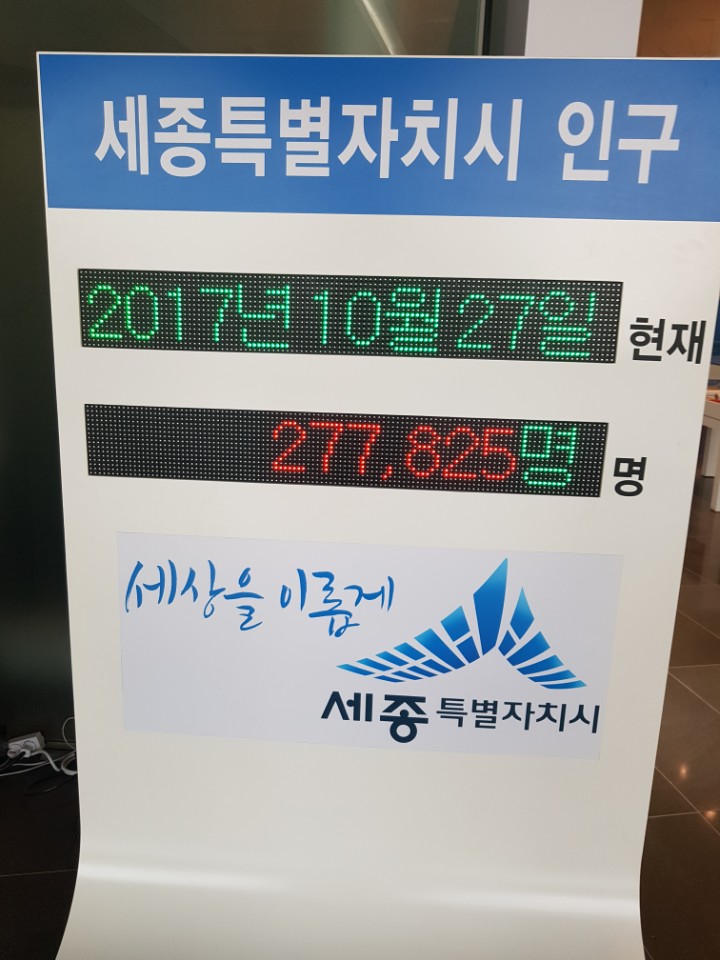 세종특별자치시 인구
2017년 10월 27일 현재
277,825명 명
세상을 이롭게
세종특별자치시